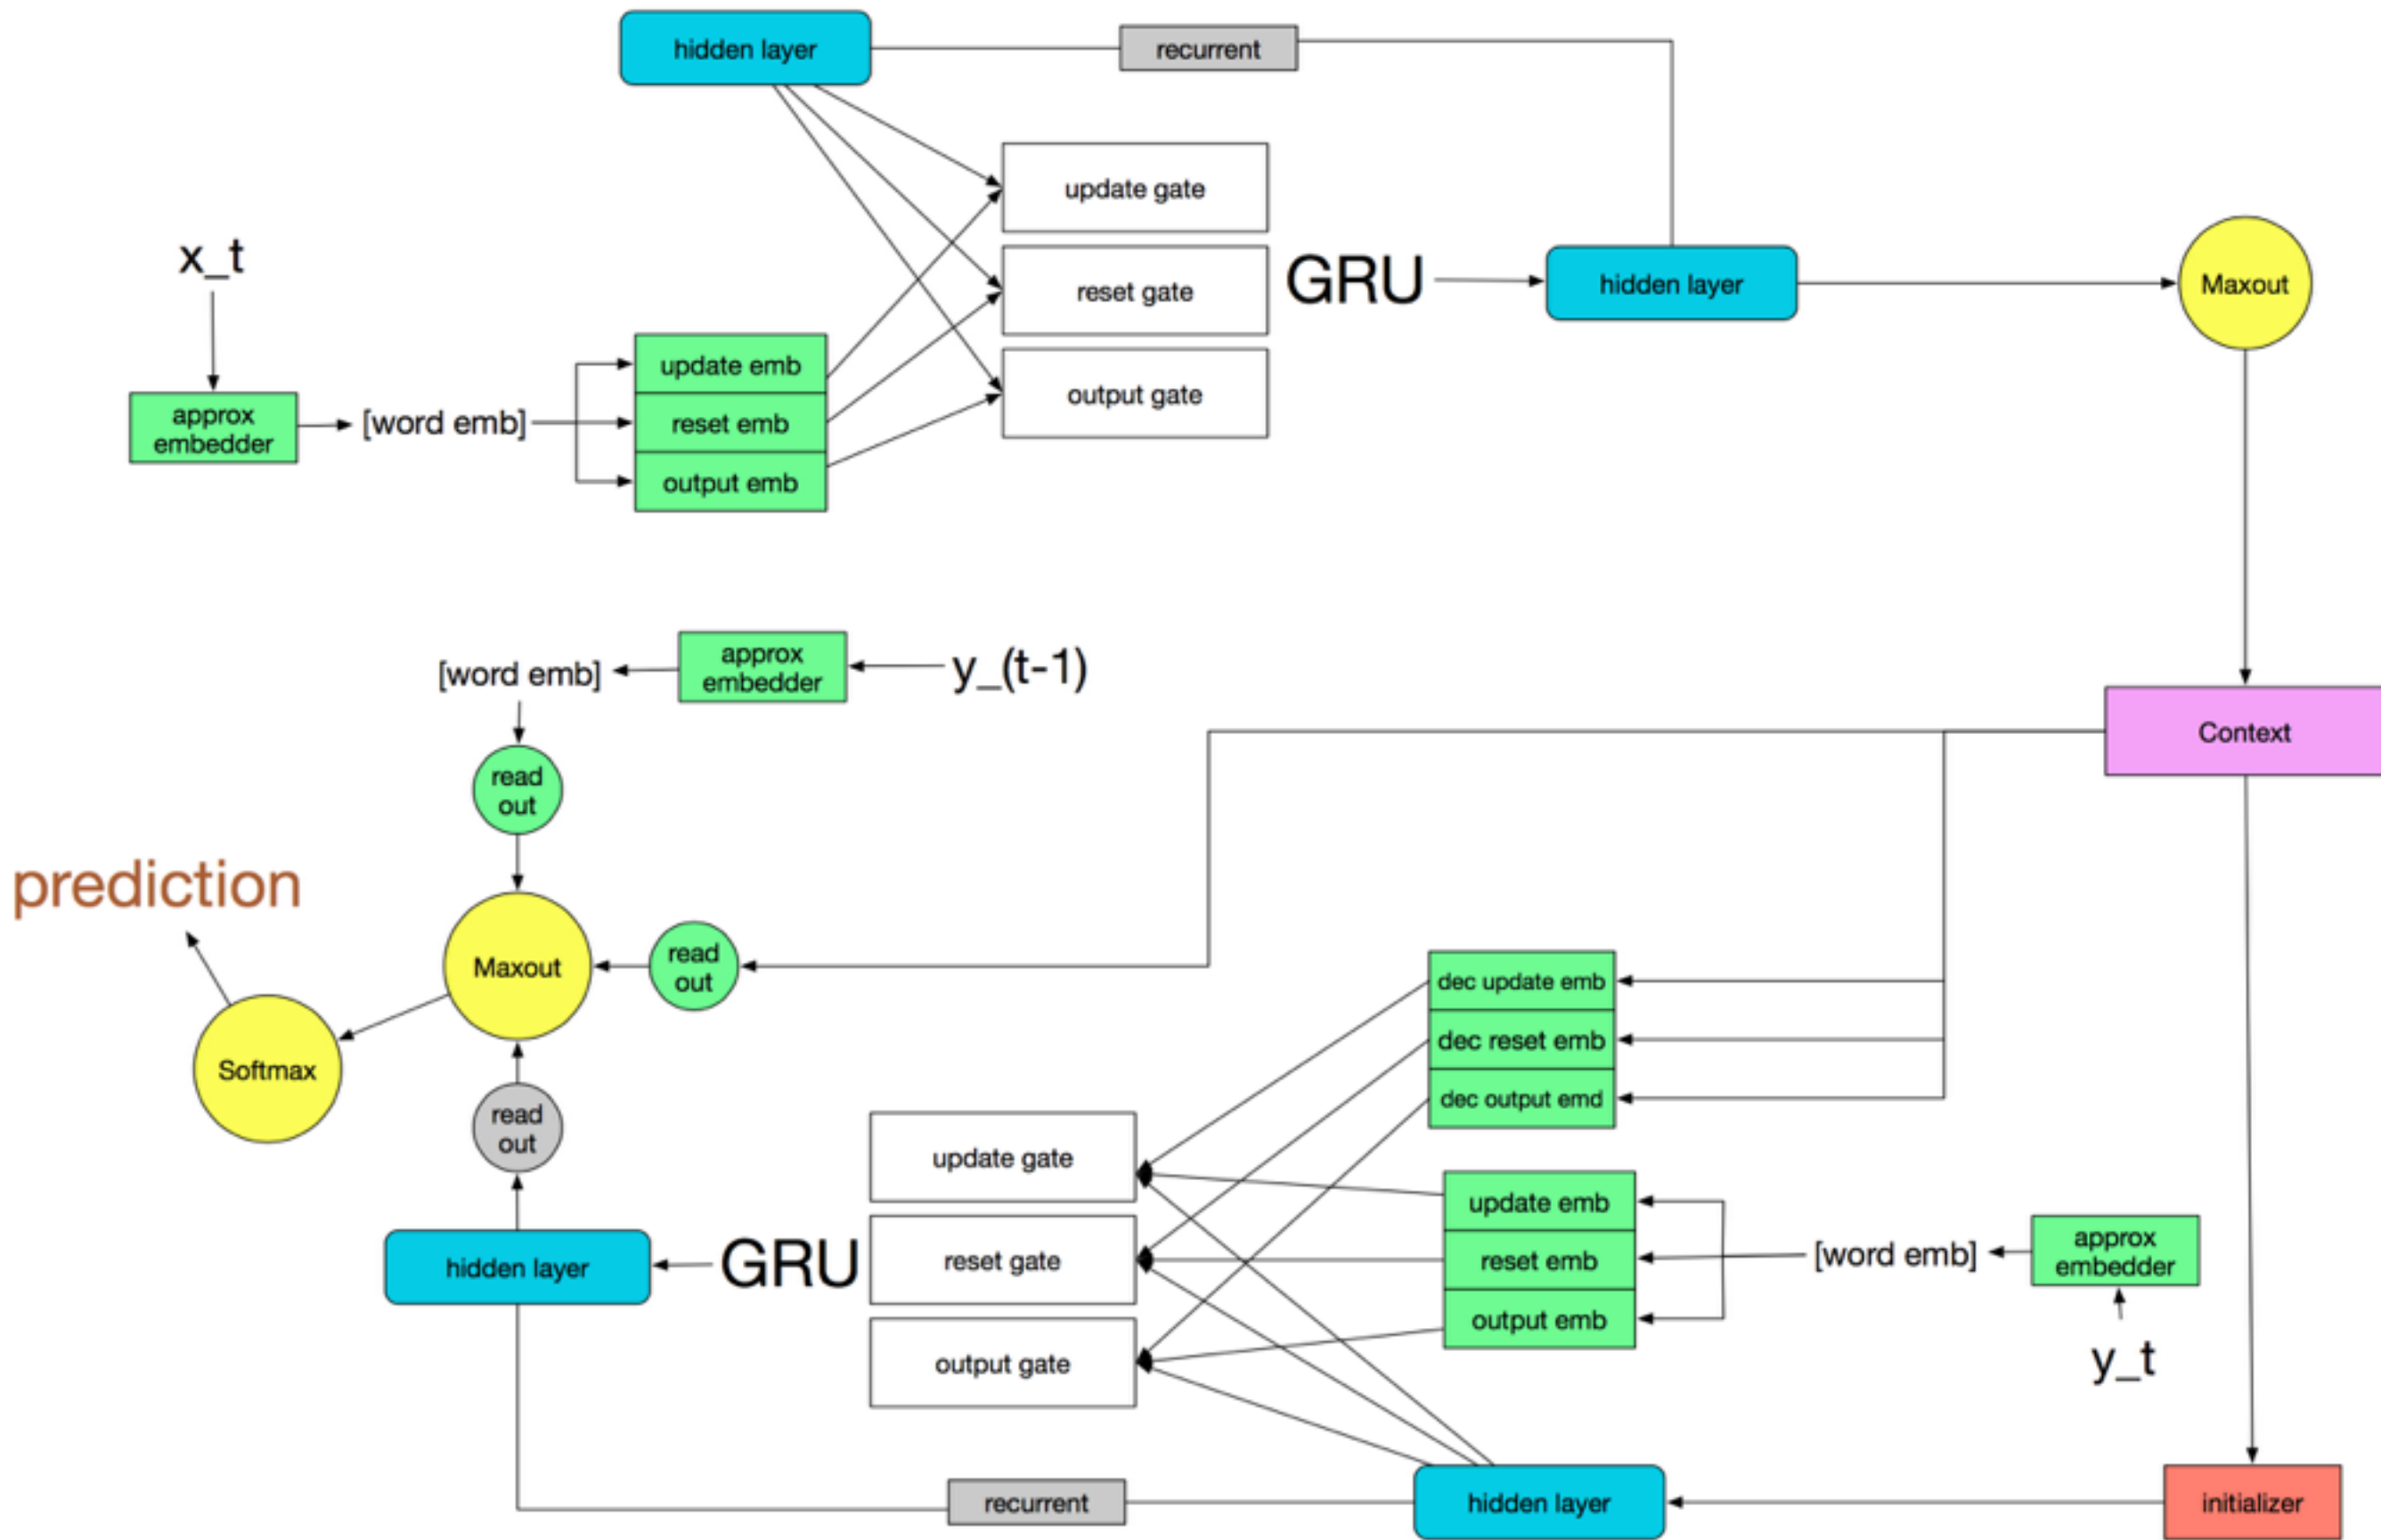 hidden layer
recurrent
update gate
x_t
reset gate
GRU
hidden layer
Maxout
update emb
approx
embedder
[word emb]
reset emb
output gate
output emb
[word emb]
approx
embedder
y_(t-1)
Context
read
out
prediction
Maxout
read
out
dec update emb
dec reset emb
dec output emd
Softmax
read
out
update gate
update emb
hidden layer
GRU
reset gate
reset emb
[word emb]
approx
embedder
output gate
output emb
y_t
recurrent
hidden layer
initializer